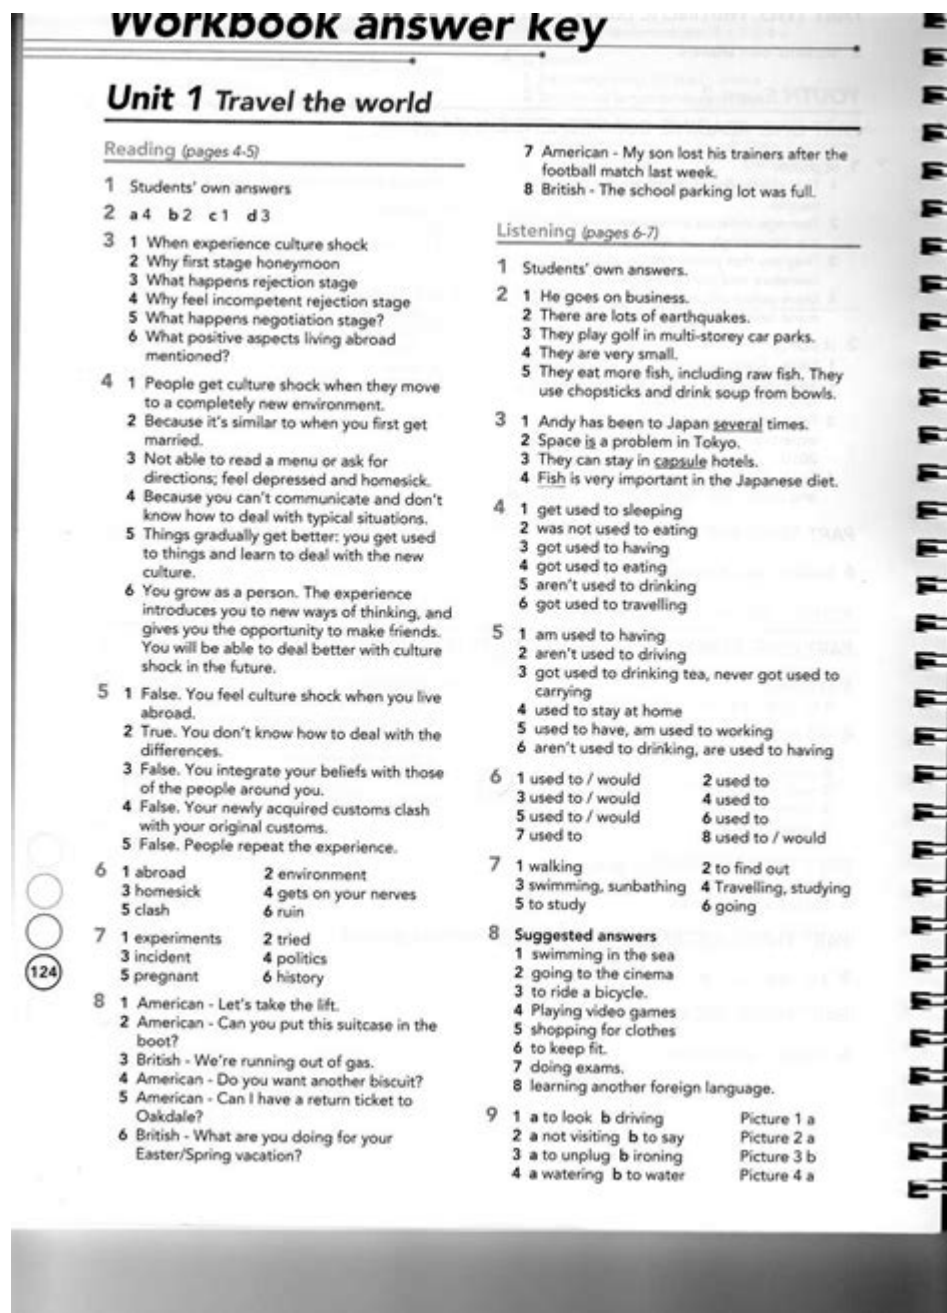 Workbook answer key
Unit 1 Travel the world
Reading (pages 4-5)
1 Students' own answers
2 a 4 b 2 c 1 d 3
3 1 When experience culture shock
2 Why first stage honeymoon
3 What happens rejection stage
4 Why feel incompetent rejection stage
5 What happens negotiation stage?
6 What positive aspects living abroad
mentioned?
4 1 People get culture shock when they move
to a completely new environment.
2 Because it's similar to when you first get
married.
3 Not able to read a menu or ask for
directions; feel depressed and homesick.
4 Because you can't communicate and don't
know how to deal with typical situations.
5 Things gradually get better: you get used
to things and learn to deal with the new
culture.
6 You grow as a person. The experience
introduces you to new ways of thinking, and
gives you the opportunity to make friends.
You will be able to deal better with culture
shock in the future.
5 1 False. You feel culture shock when you live
abroad.
2 True. You don't know how to deal with the
differences.
3 False. You integrate your beliefs with those
of the people around you.
4 False. Your newly acquired customs clash
with your original customs.
5 False. People repeat the experience.
6 1 abroad 2 environment
3 homesick 4 gets on your nerves
5 clash 6 ruin
7 1 experiments 2 tried
3 incident 4 politics
5 pregnant 6 history
8 1 American - Let's take the lift.
2 American - Can you put this suitcase in the
boot?
3 British - We're running out of gas.
4 American - Do you want another biscuit?
5 American - Can I have a return ticket to
Oakdale?
6 British - What are you doing for your
Easter/Spring vacation?
124
7 American - My son lost his trainers after the
football match last week.
8 British - The school parking lot was full.
Listening (pages 6-7)
1 Students' own answers.
2 1 He goes on business.
2 There are lots of earthquakes.
3 They play golf in multi-storey car parks.
4 They are very small.
5 They eat more fish, including raw fish. They
use chopsticks and drink soup from bowls.
3 1 Andy has been to Japan several times.
2 Space is a problem in Tokyo.
3 They can stay in capsule hotels.
4 Fish is very important in the Japanese diet.
4 1 get used to sleeping
2 was not used to eating
3 got used to having
4 got used to eating
5 aren't used to drinking
6 got used to travelling
5 1 am used to having
2 aren't used to driving
3 got used to drinking tea, never got used to
carrying
4 used to stay at home
5 used to have, am used to working
6 aren't used to drinking, are used to having
6 1 used to / would 2 used to
3 used to / would 4 used to
5 used to / would 6 used to
7 used to 8 used to / would
7 1 walking 2 to find out
3 swimming, sunbathing 4 Travelling, studying
5 to study 6 going
8 Suggested answers
1 swimming in the sea
2 going to the cinema
3 to ride a bicycle.
4 Playing video games
5 shopping for clothes
6 to keep fit.
7 doing exams.
8 learning another foreign language.
9 1 a to look b driving Picture 1 a
2 a not visiting b to say Picture 2 a
3 a to unplug b ironing Picture 3 b
4 a watering b to water Picture 4 a